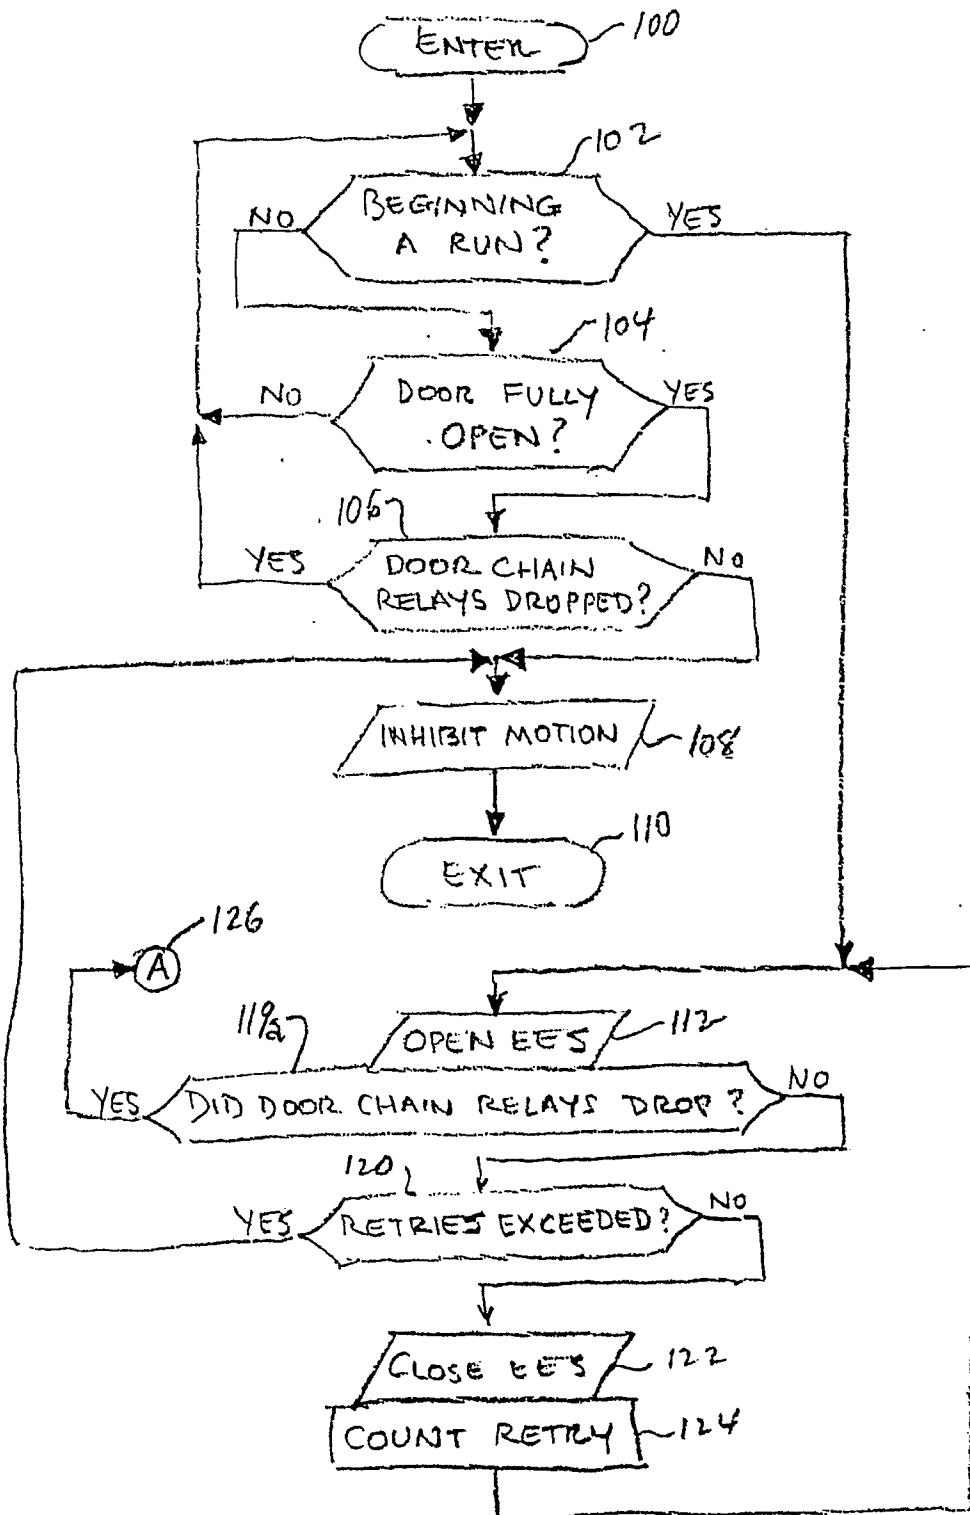 ENTER
100
102
BEGINNING
A RUN?
NO
YES
104
DOOR FULLY
OPEN?
NO
YES
106
DOOR CHAIN
RELAYS DROPPED?
YES
NO
INHIBIT MOTION
108
110
EXIT
126
A
119a
OPEN EES
112
YES
DID DOOR CHAIN RELAYS DROP?
NO
120
YES
RETRIES EXCEEDED?
NO
CLOSE EES
122
COUNT RETRY
124